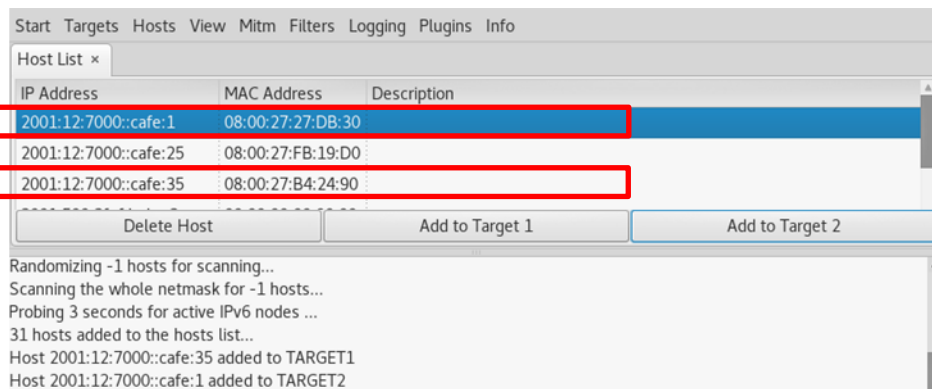 Start Targets Hosts View Mitm Filters Logging Plugins Info
Host List ×
IP Address MAC Address Description
2001:12:7000::cafe:1 08:00:27:27:DB:30
2001:12:7000::cafe:25 08:00:27:FB:19:D0
2001:12:7000::cafe:35 08:00:27:B4:24:90
Delete Host Add to Target 1 Add to Target 2
Randomizing -1 hosts for scanning...
Scanning the whole netmask for -1 hosts...
Probing 3 seconds for active IPv6 nodes ...
31 hosts added to the hosts list...
Host 2001:12:7000::cafe:35 added to TARGET1
Host 2001:12:7000::cafe:1 added to TARGET2